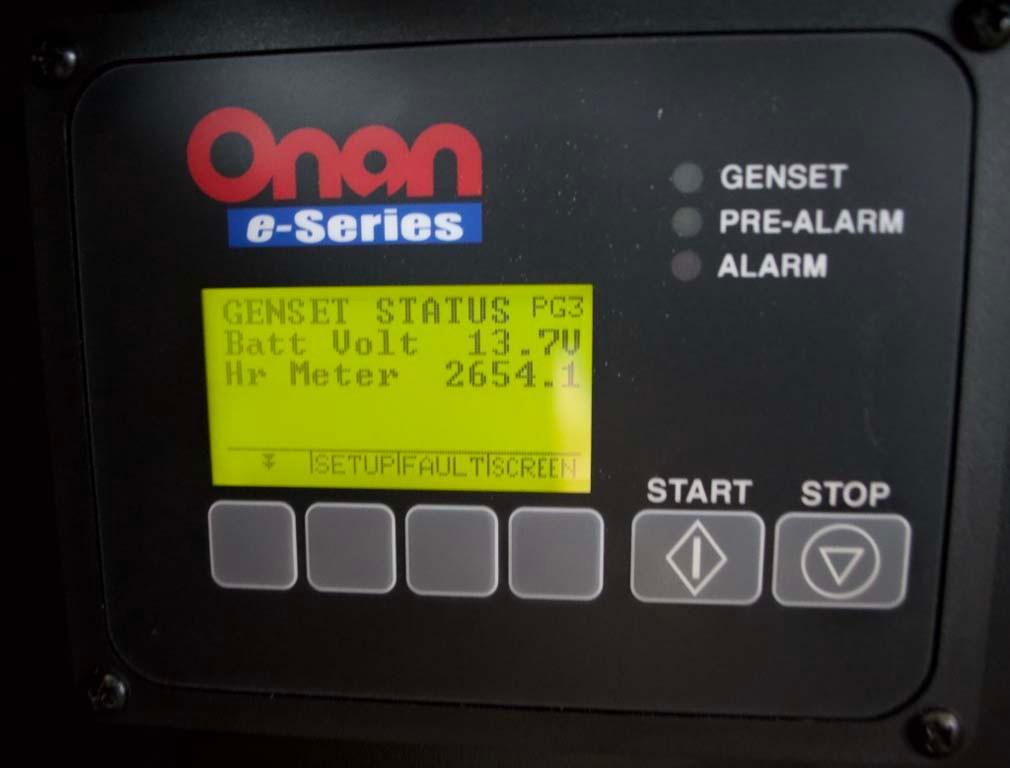 Onan
e-Series
GENSET
PRE-ALARM
ALARM
GENSET STATUS PG3
Batt Volt 13.7V
Hr Meter 2654.1
SETUP FAULT SCREEN
START STOP